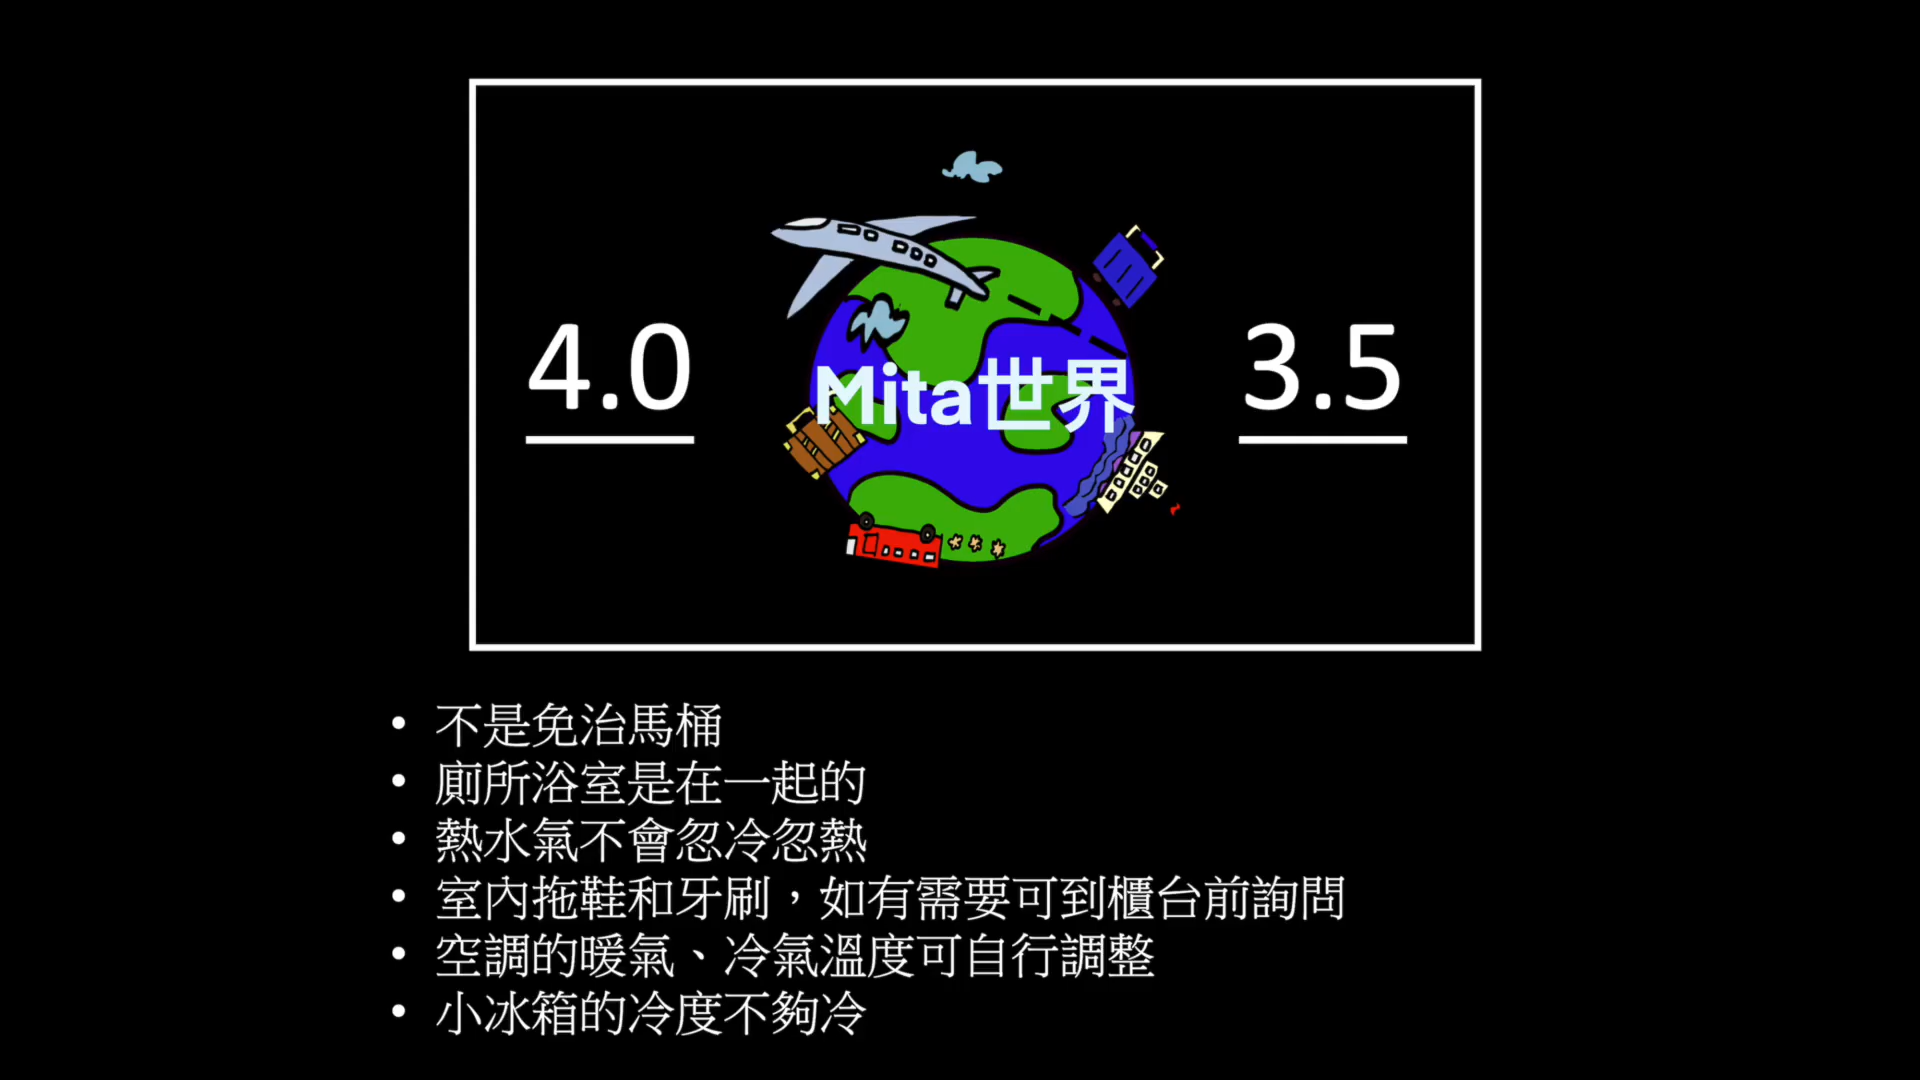 4.0
Mita世界
3.5
• 不是免治馬桶
• 廁所浴室是在一起的
• 熱水氣不會忽冷忽熱
• 室內拖鞋和牙刷，如有需要可到櫃台前詢問
• 空調的暖氣、冷氣溫度可自行調整
• 小冰箱的冷度不夠冷